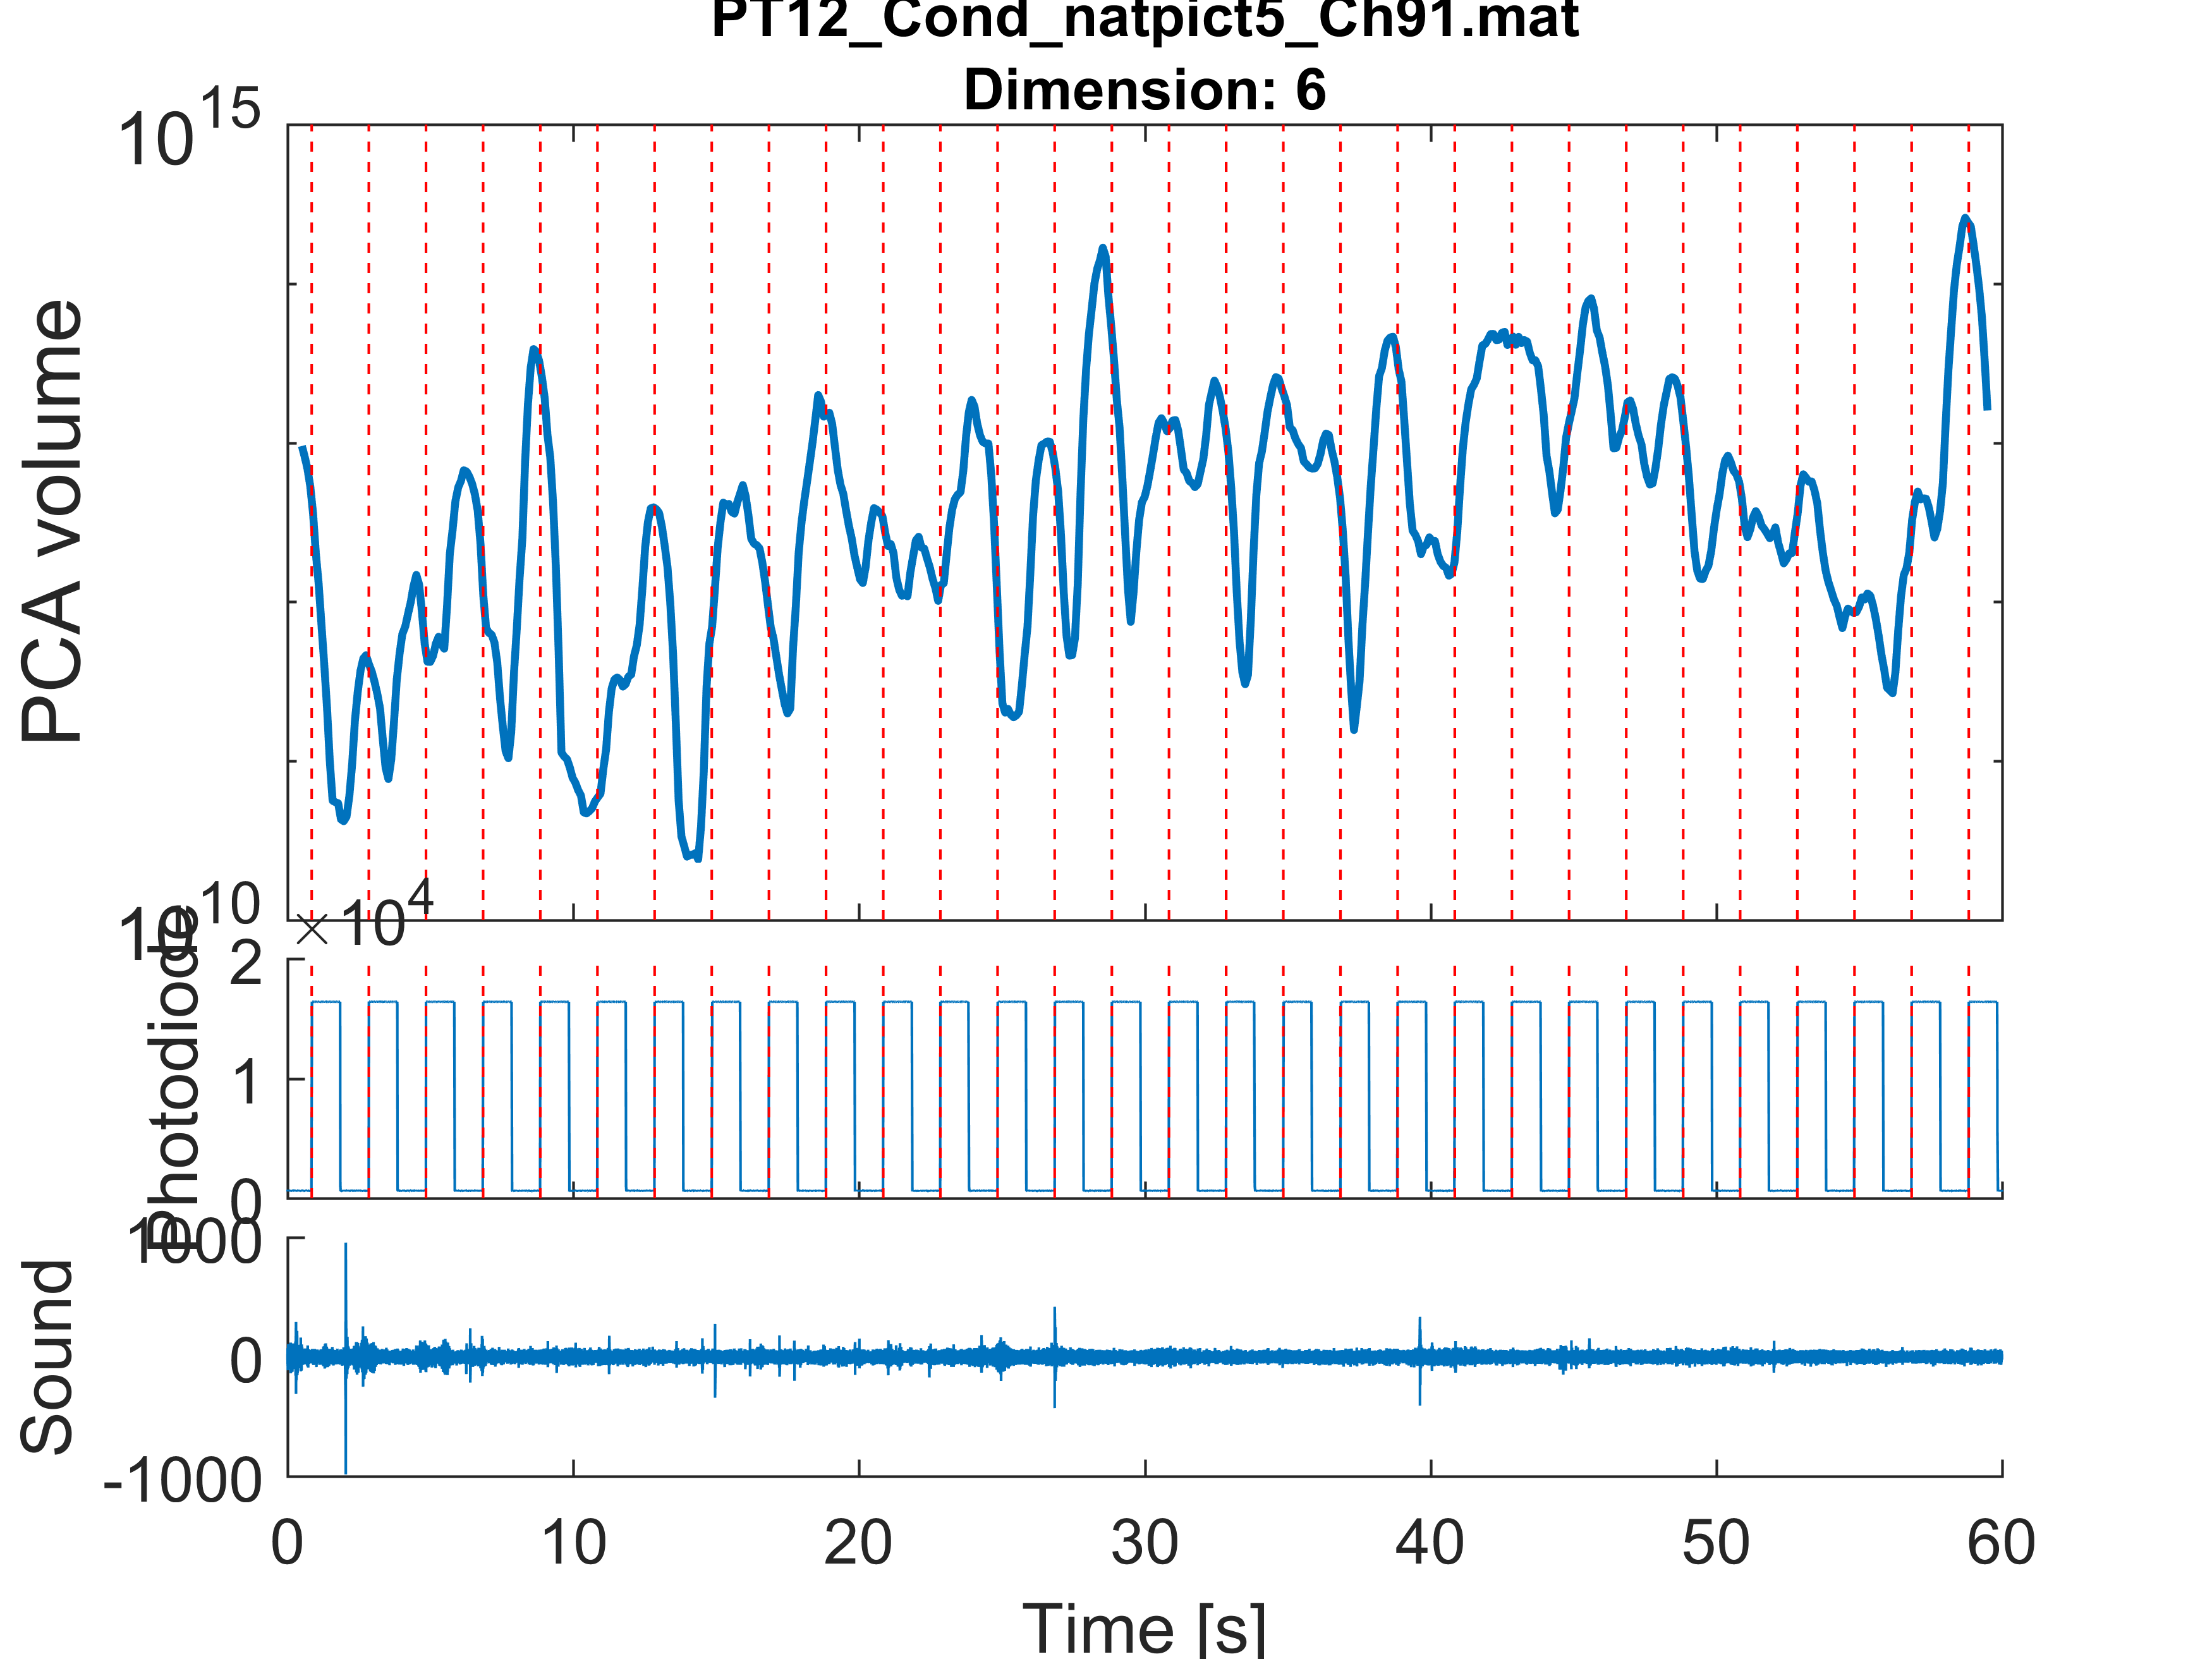 PT12_Cond_natpict5_Ch91.mat
Dimension: 6
10^15
PCA volume
10^10
×10^4
2
Photodiode
1
0
1000
Sound
0
-1000
0 10 20 30 40 50 60
Time [s]